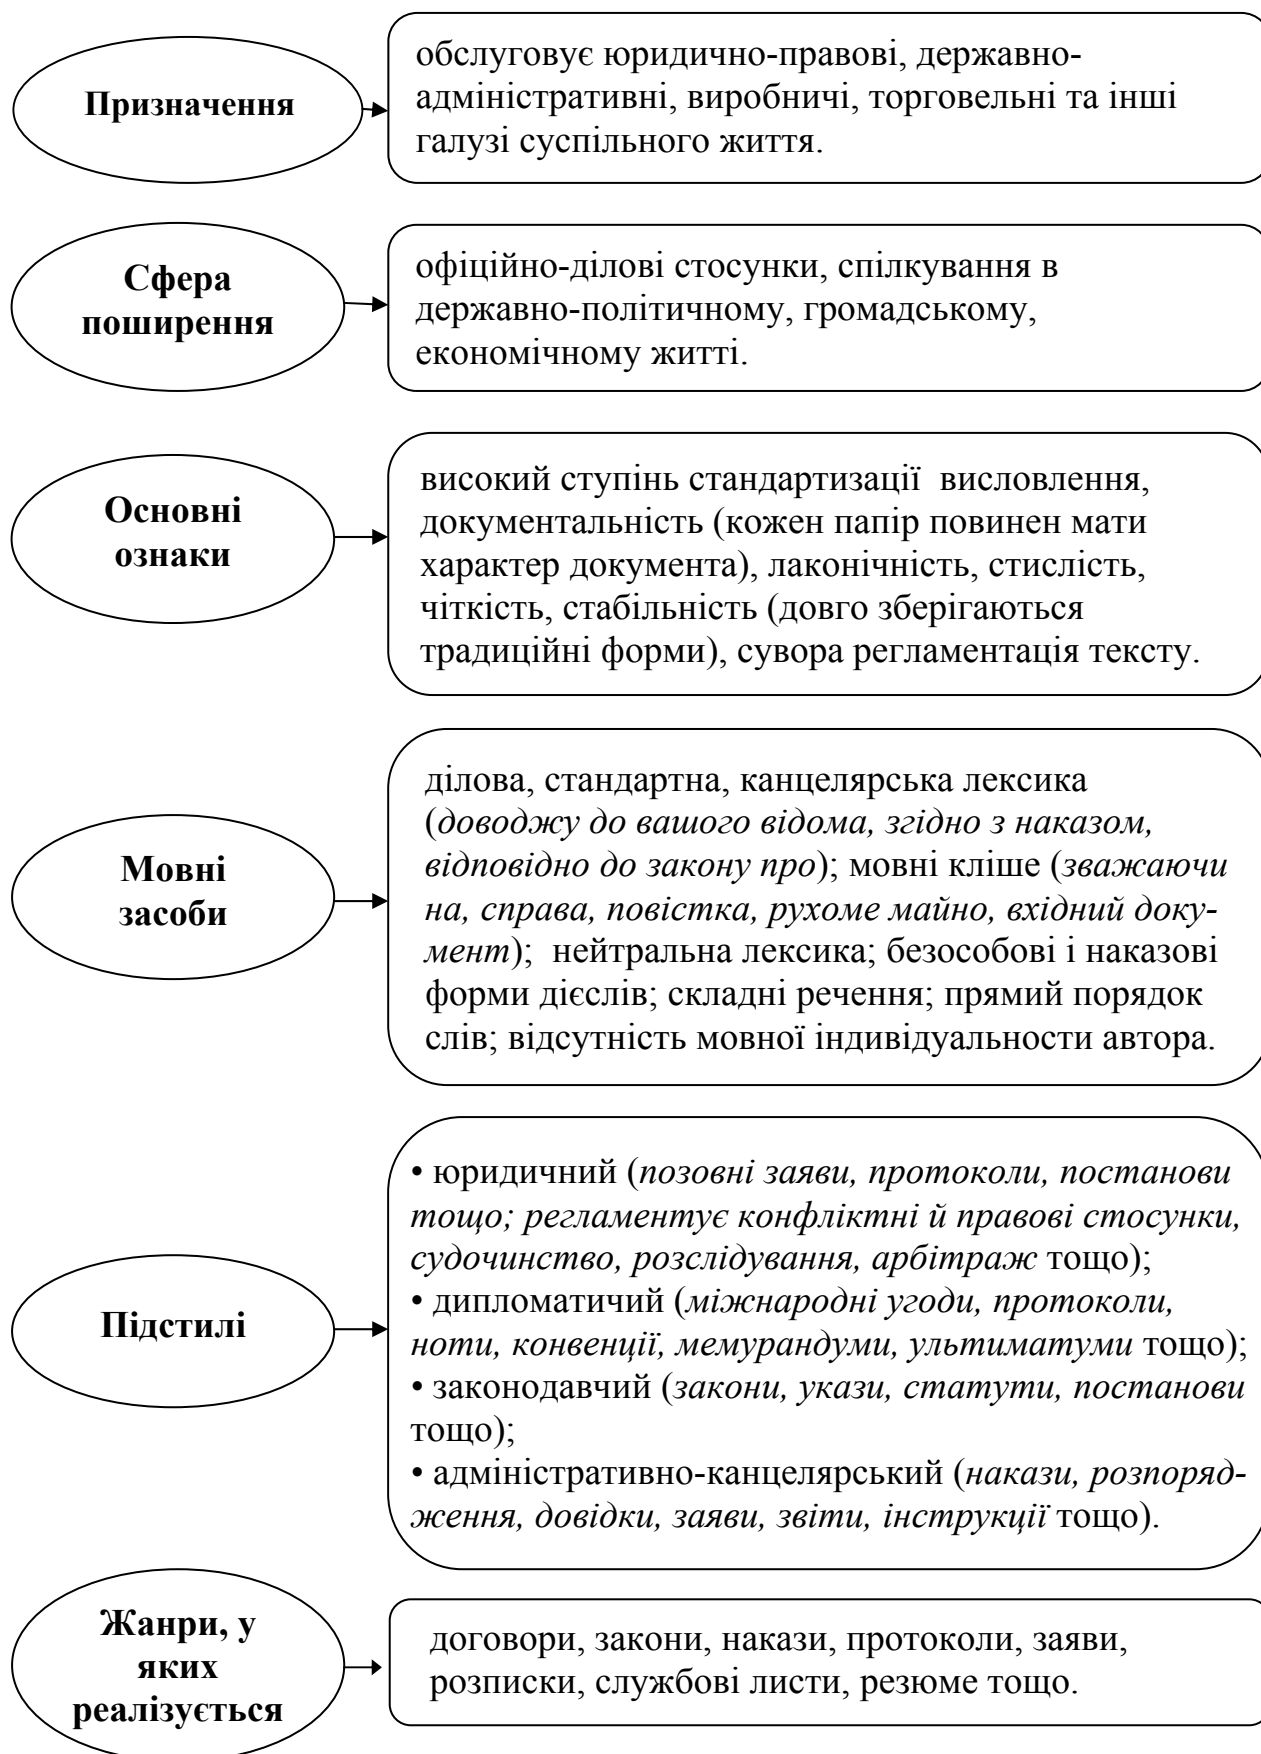 Призначення
обслуговує юридично-правові, державно-
адміністративні, виробничі, торговельні та інші
галузі суспільного життя.
Сфера
поширення
офіційно-ділові стосунки, спілкування в
державно-політичному, громадському,
економічному житті.
Основні
ознаки
високий ступінь стандартизації висловлення,
документальність (кожен папір повинен мати
характер документа), лаконічність, стислість,
чіткість, стабільність (довго зберігаються
традиційні форми), сувора регламентація тексту.
Мовні
засоби
ділова, стандартна, канцелярська лексика
(доводжу до вашого відома, згідно з наказом,
відповідно до закону про); мовні кліше (зважаючи
на, справа, повістка, рухоме майно, вхідний доку-
мент); нейтральна лексика; безособові і наказові
форми дієслів; складні речення; прямий порядок
слів; відсутність мовної індивідуальности автора.
Підстилі
• юридичний (позовні заяви, протоколи, постанови
тощо; регламентує конфліктні й правові стосунки,
судочинство, розслідування, арбітраж тощо);
• дипломатичий (міжнародні угоди, протоколи,
ноти, конвенції, мемурандуми, ультиматуми тощо);
• законодавчий (закони, укази, статути, постанови
тощо);
• адміністративно-канцелярський (накази, розпоряд-
ження, довідки, заяви, звіти, інструкції тощо).
Жанри, у
яких
реалізується
договори, закони, накази, протоколи, заяви,
розписки, службові листи, резюме тощо.